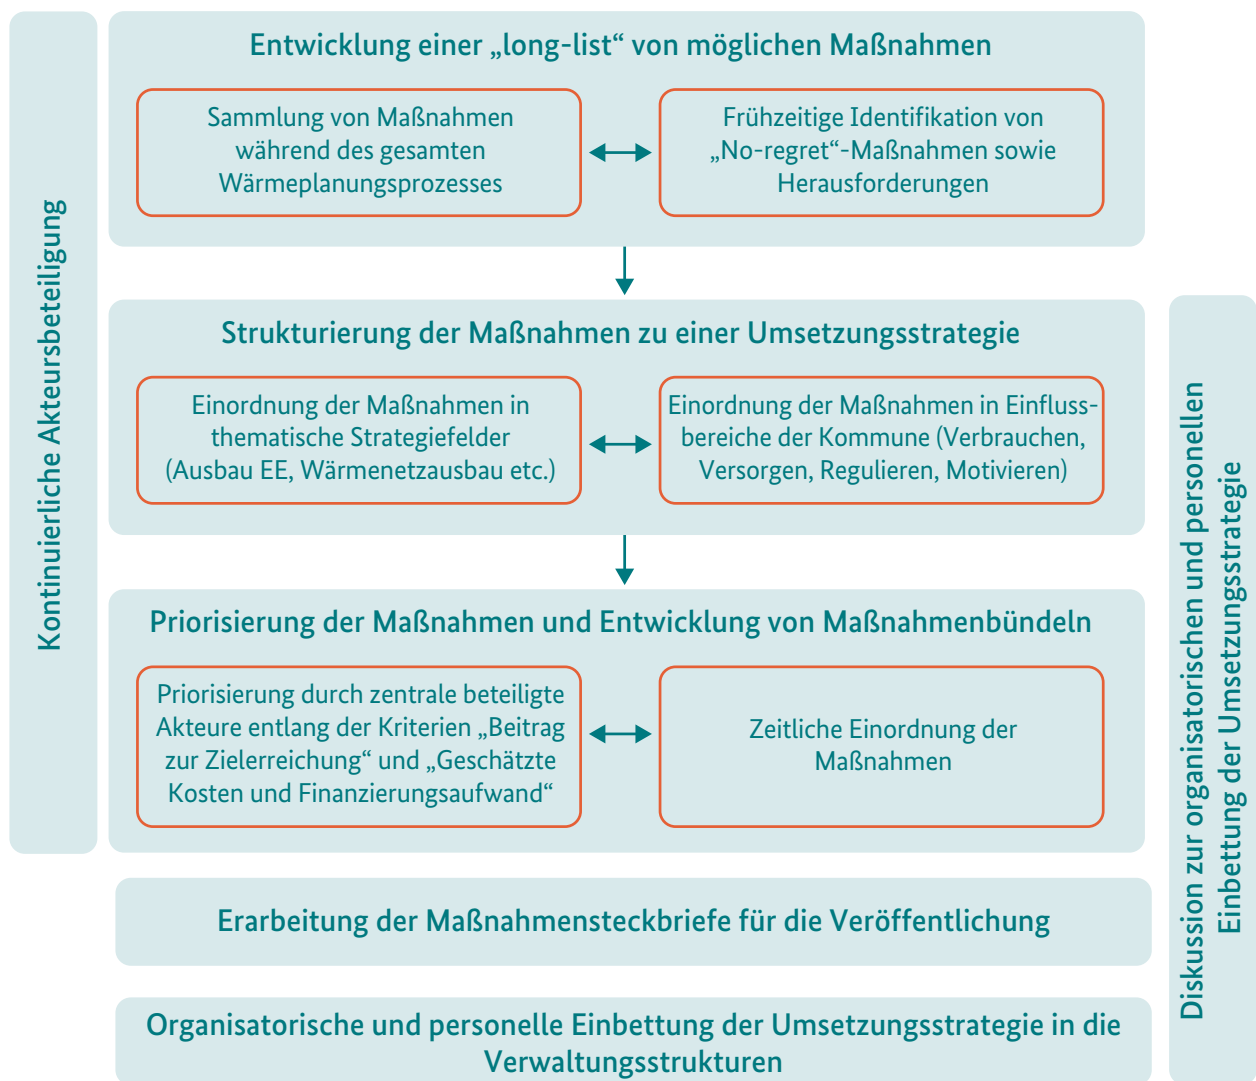 Kontinuierliche Akteursbeteiligung
Entwicklung einer „long-list“ von möglichen Maßnahmen
Sammlung von Maßnahmen
während des gesamten
Wärmeplanungsprozesses
Frühzeitige Identifikation von
„No-regret“-Maßnahmen sowie
Herausforderungen
Strukturierung der Maßnahmen zu einer Umsetzungsstrategie
Einordnung der Maßnahmen in
thematische Strategiefelder
(Ausbau EE, Wärmenetzausbau etc.)
Einordnung der Maßnahmen in Einfluss-
bereiche der Kommune (Verbrauchen,
Versorgen, Regulieren, Motivieren)
Priorisierung der Maßnahmen und Entwicklung von Maßnahmenbündeln
Priorisierung durch zentrale beteiligte
Akteure entlang der Kriterien „Beitrag
zur Zielerreichung“ und „Geschätzte
Kosten und Finanzierungsaufwand“
Zeitliche Einordnung der
Maßnahmen
Erarbeitung der Maßnahmensteckbriefe für die Veröffentlichung
Organisatorische und personelle Einbettung der Umsetzungsstrategie in die
Verwaltungsstrukturen
Diskussion zur organisatorischen und personellen
Einbettung der Umsetzungsstrategie